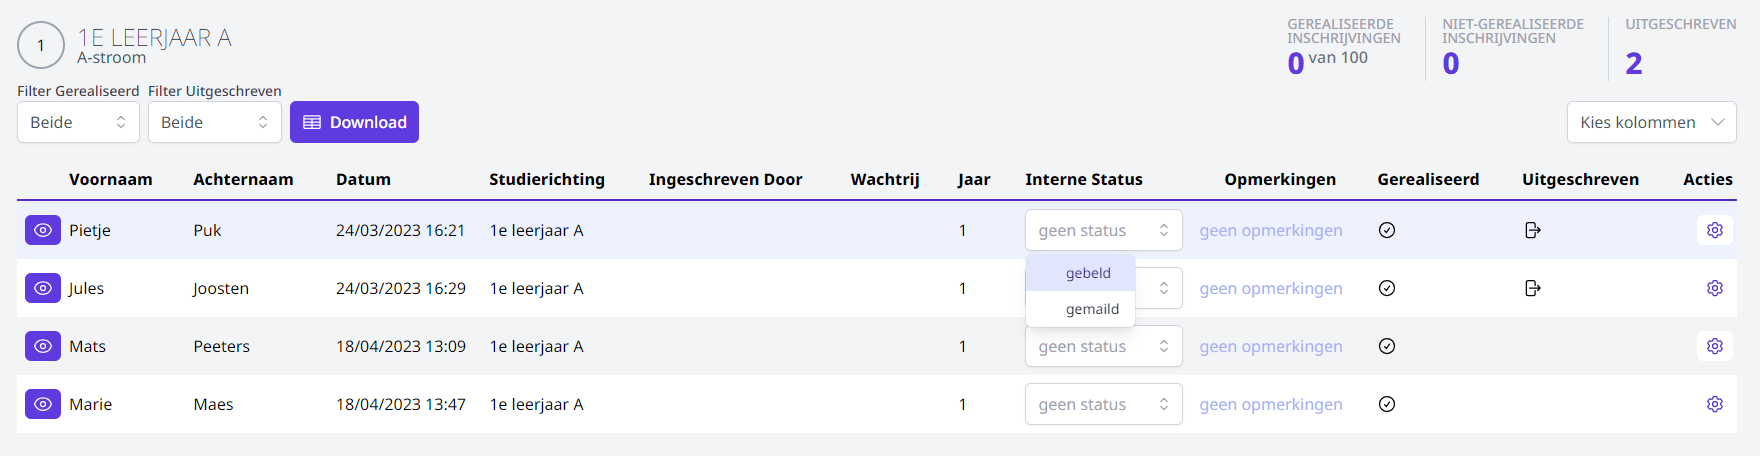 1
1E LEERJAAR A
A-stroom
GEREALISEERDE
INSCHRIJVINGEN
0 van 100
NIET-GEREALISEERDE
INSCHRIJVINGEN
0
UITGESCHREVEN
2
Filter Gerealiseerd Filter Uitgeschreven
Beide Beide Download Kies kolommen
Voornaam Achternaam Datum Studierichting Ingeschreven Door Wachtrij Jaar Interne Status Opmerkingen Gerealiseerd Uitgeschreven Acties
Pietje Puk 24/03/2023 16:21 1e leerjaar A 1 geen status geen opmerkingen
gebeld
Jules Joosten 24/03/2023 16:29 1e leerjaar A 1 geen opmerkingen
gemaild
Mats Peeters 18/04/2023 13:09 1e leerjaar A 1 geen status geen opmerkingen
Marie Maes 18/04/2023 13:47 1e leerjaar A 1 geen status geen opmerkingen